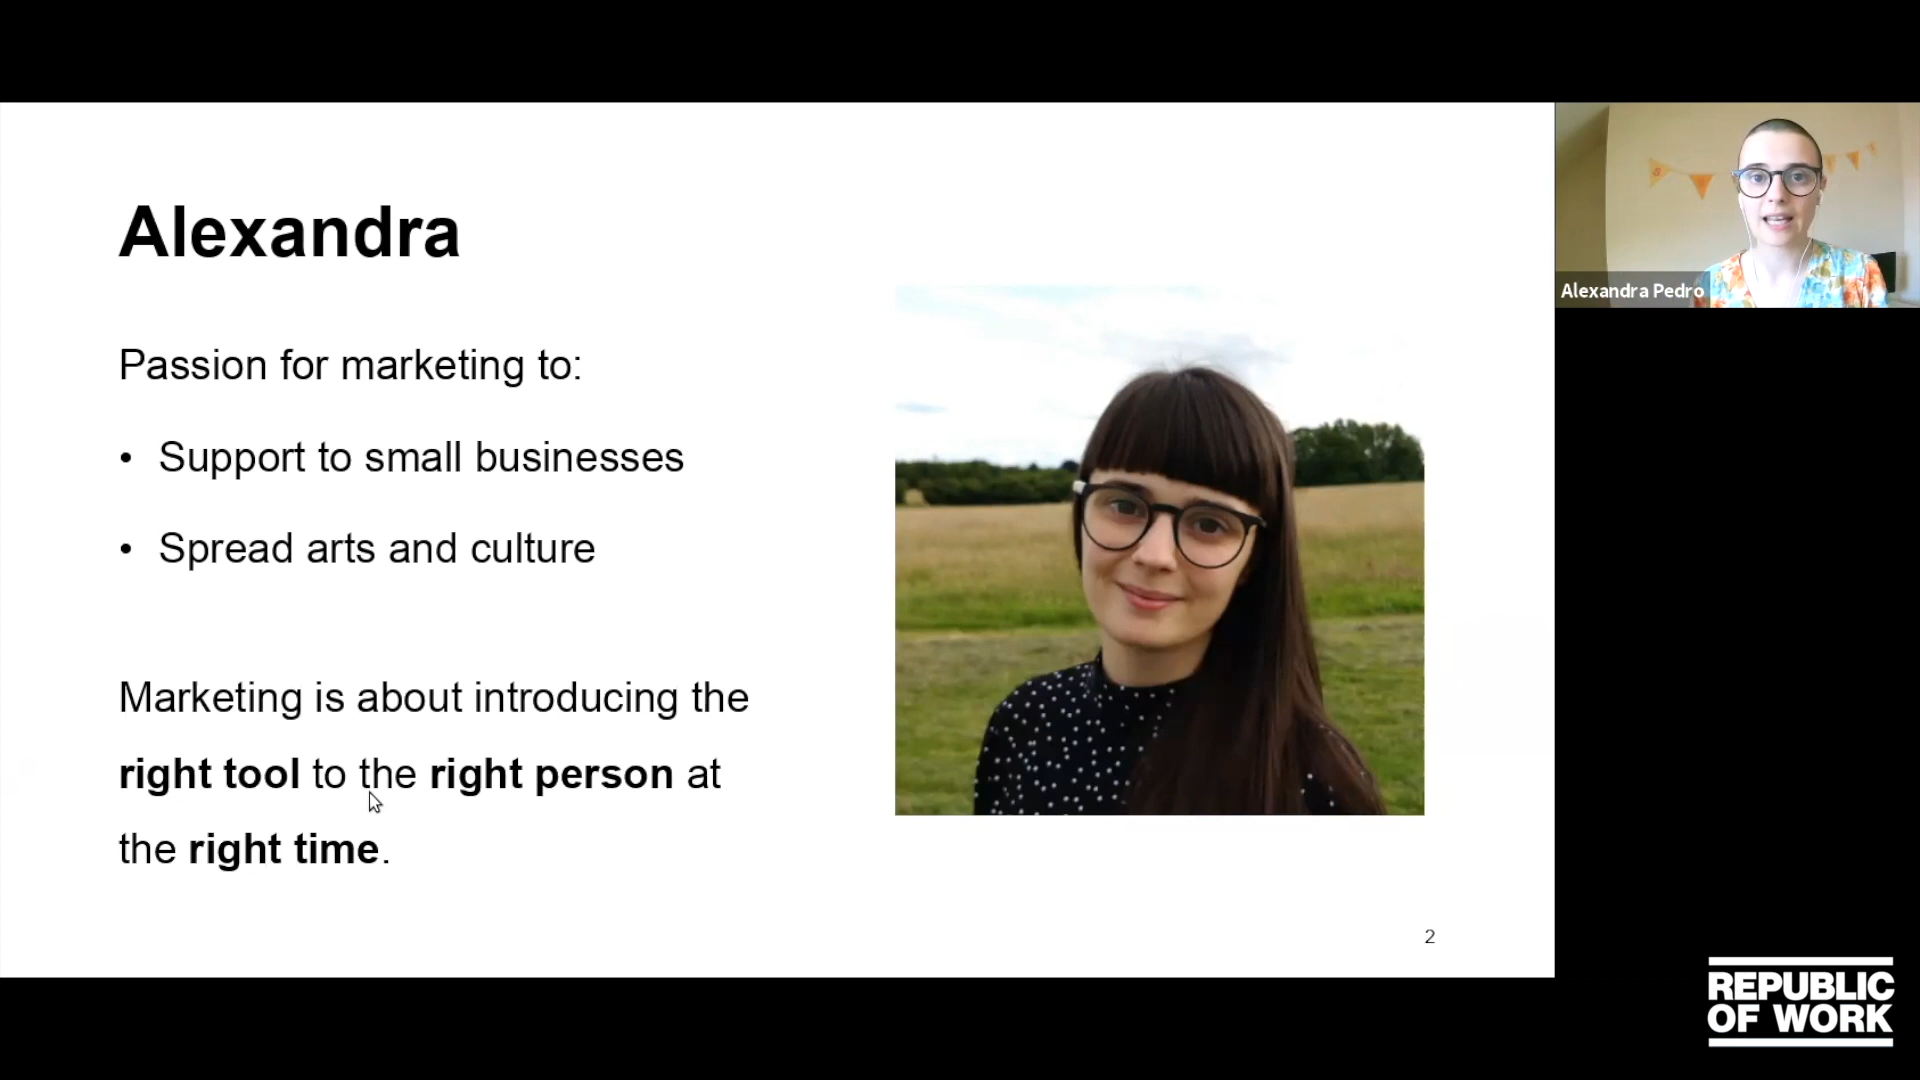 Alexandra
Passion for marketing to:
• Support to small businesses
• Spread arts and culture
Marketing is about introducing the
right tool to the right person at
the right time.
2
Alexandra Pedro
REPUBLIC
OF WORK